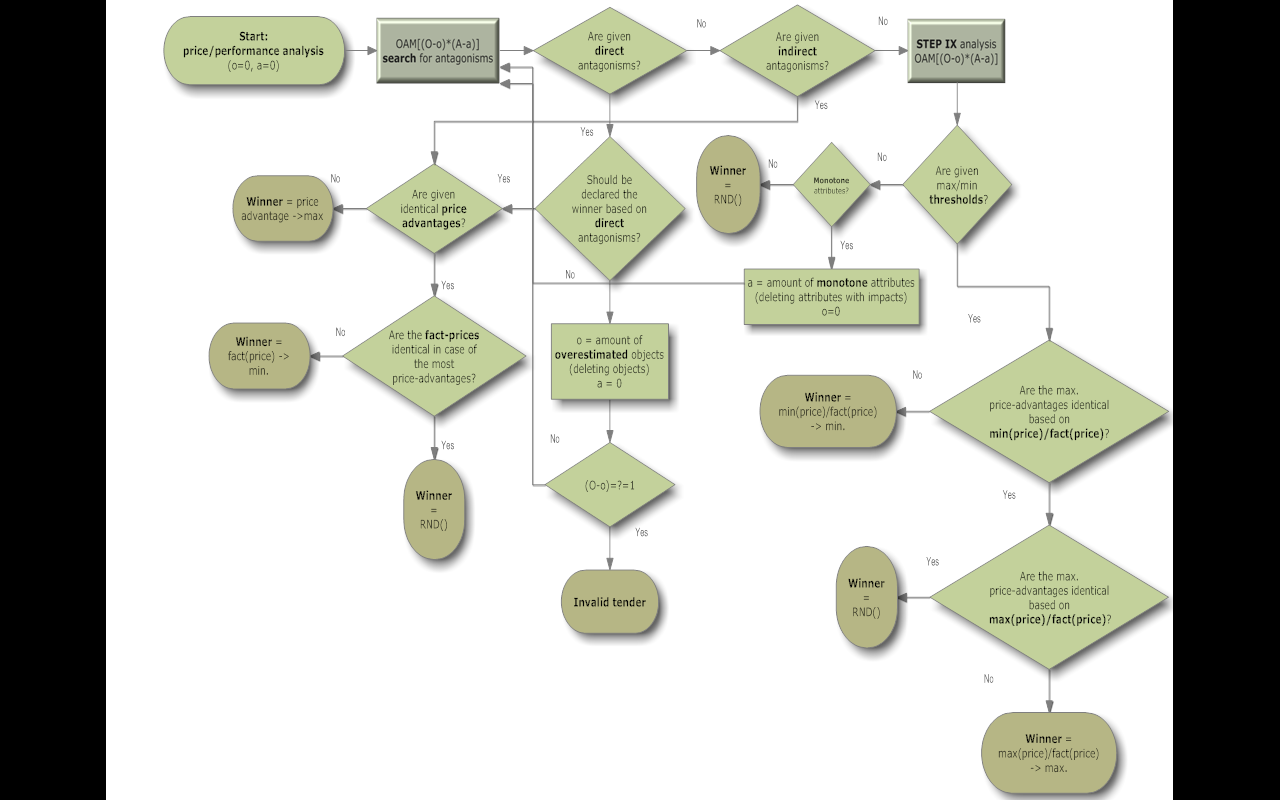 Start:
price/performance analysis
(o=0, a=0)
OAM[(O-o)*(A-a)]
search for antagonisms
Are given
direct
antagonisms?
No
Are given
indirect
antagonisms?
No
STEP IX analysis
OAM[(O-o)*(A-a)]
Yes
Yes
Winner = price
advantage ->max
No
Are given
identical price
advantages?
Yes
Should be
declared the
winner based on
direct
antagonisms?
Winner
=
RND()
No
Monotone
attributes?
No
Are given
max/min
thresholds?
Yes
No
a = amount of monotone attributes
(deleting attributes with impacts)
o=0
Yes
Yes
Winner =
fact(price) ->
min.
No
Are the fact-prices
identical in case of
the most
price-advantages?
o = amount of
overestimated objects
(deleting objects)
a = 0
Winner =
min(price)/fact(price)
-> min.
No
Are the max.
price-advantages identical
based on
min(price)/fact(price)?
Yes
No
Winner
=
RND()
(O-o)=?=1
Yes
Yes
Invalid tender
Winner
=
RND()
Yes
Are the max.
price-advantages identical
based on
max(price)/fact(price)?
No
Winner =
max(price)/fact(price)
-> max.